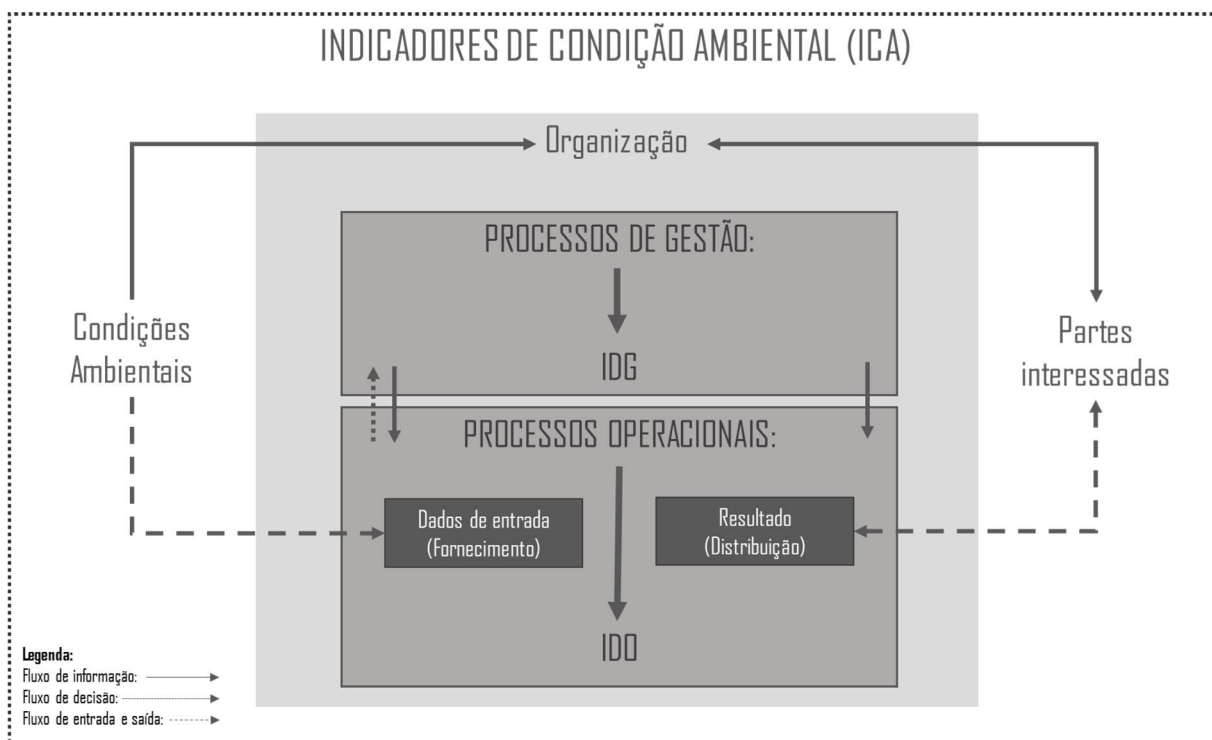 INDICADORES DE CONDIÇÃO AMBIENTAL (ICA)
Organização
PROCESSOS DE GESTÃO:
IDG
Condições
Ambientais
Partes
interessadas
PROCESSOS OPERACIONAIS:
Dados de entrada
(Fornecimento)
Resultado
(Distribuição)
IDO
Legenda:
Fluxo de informação:
Fluxo de decisão:
Fluxo de entrada e saída: